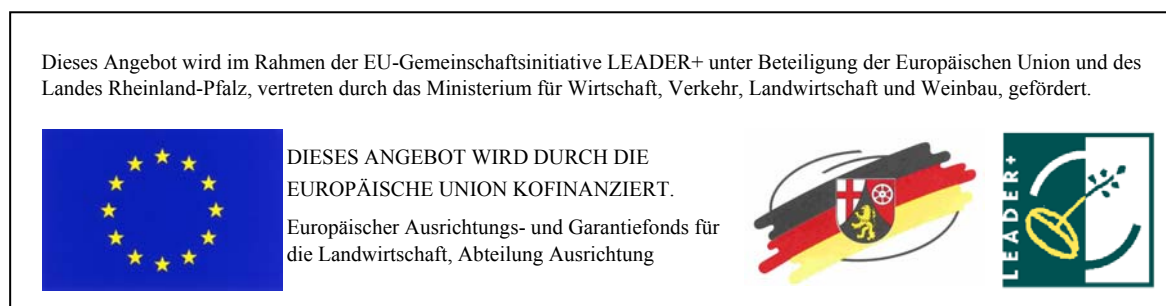 Dieses Angebot wird im Rahmen der EU-Gemeinschaftsinitiative LEADER+ unter Beteiligung der Europäischen Union und des
Landes Rheinland-Pfalz, vertreten durch das Ministerium für Wirtschaft, Verkehr, Landwirtschaft und Weinbau, gefördert.
DIESES ANGEBOT WIRD DURCH DIE
EUROPÄISCHE UNION KOFINANZIERT.
Europäischer Ausrichtungs- und Garantiefonds für
die Landwirtschaft, Abteilung Ausrichtung
LEADER+